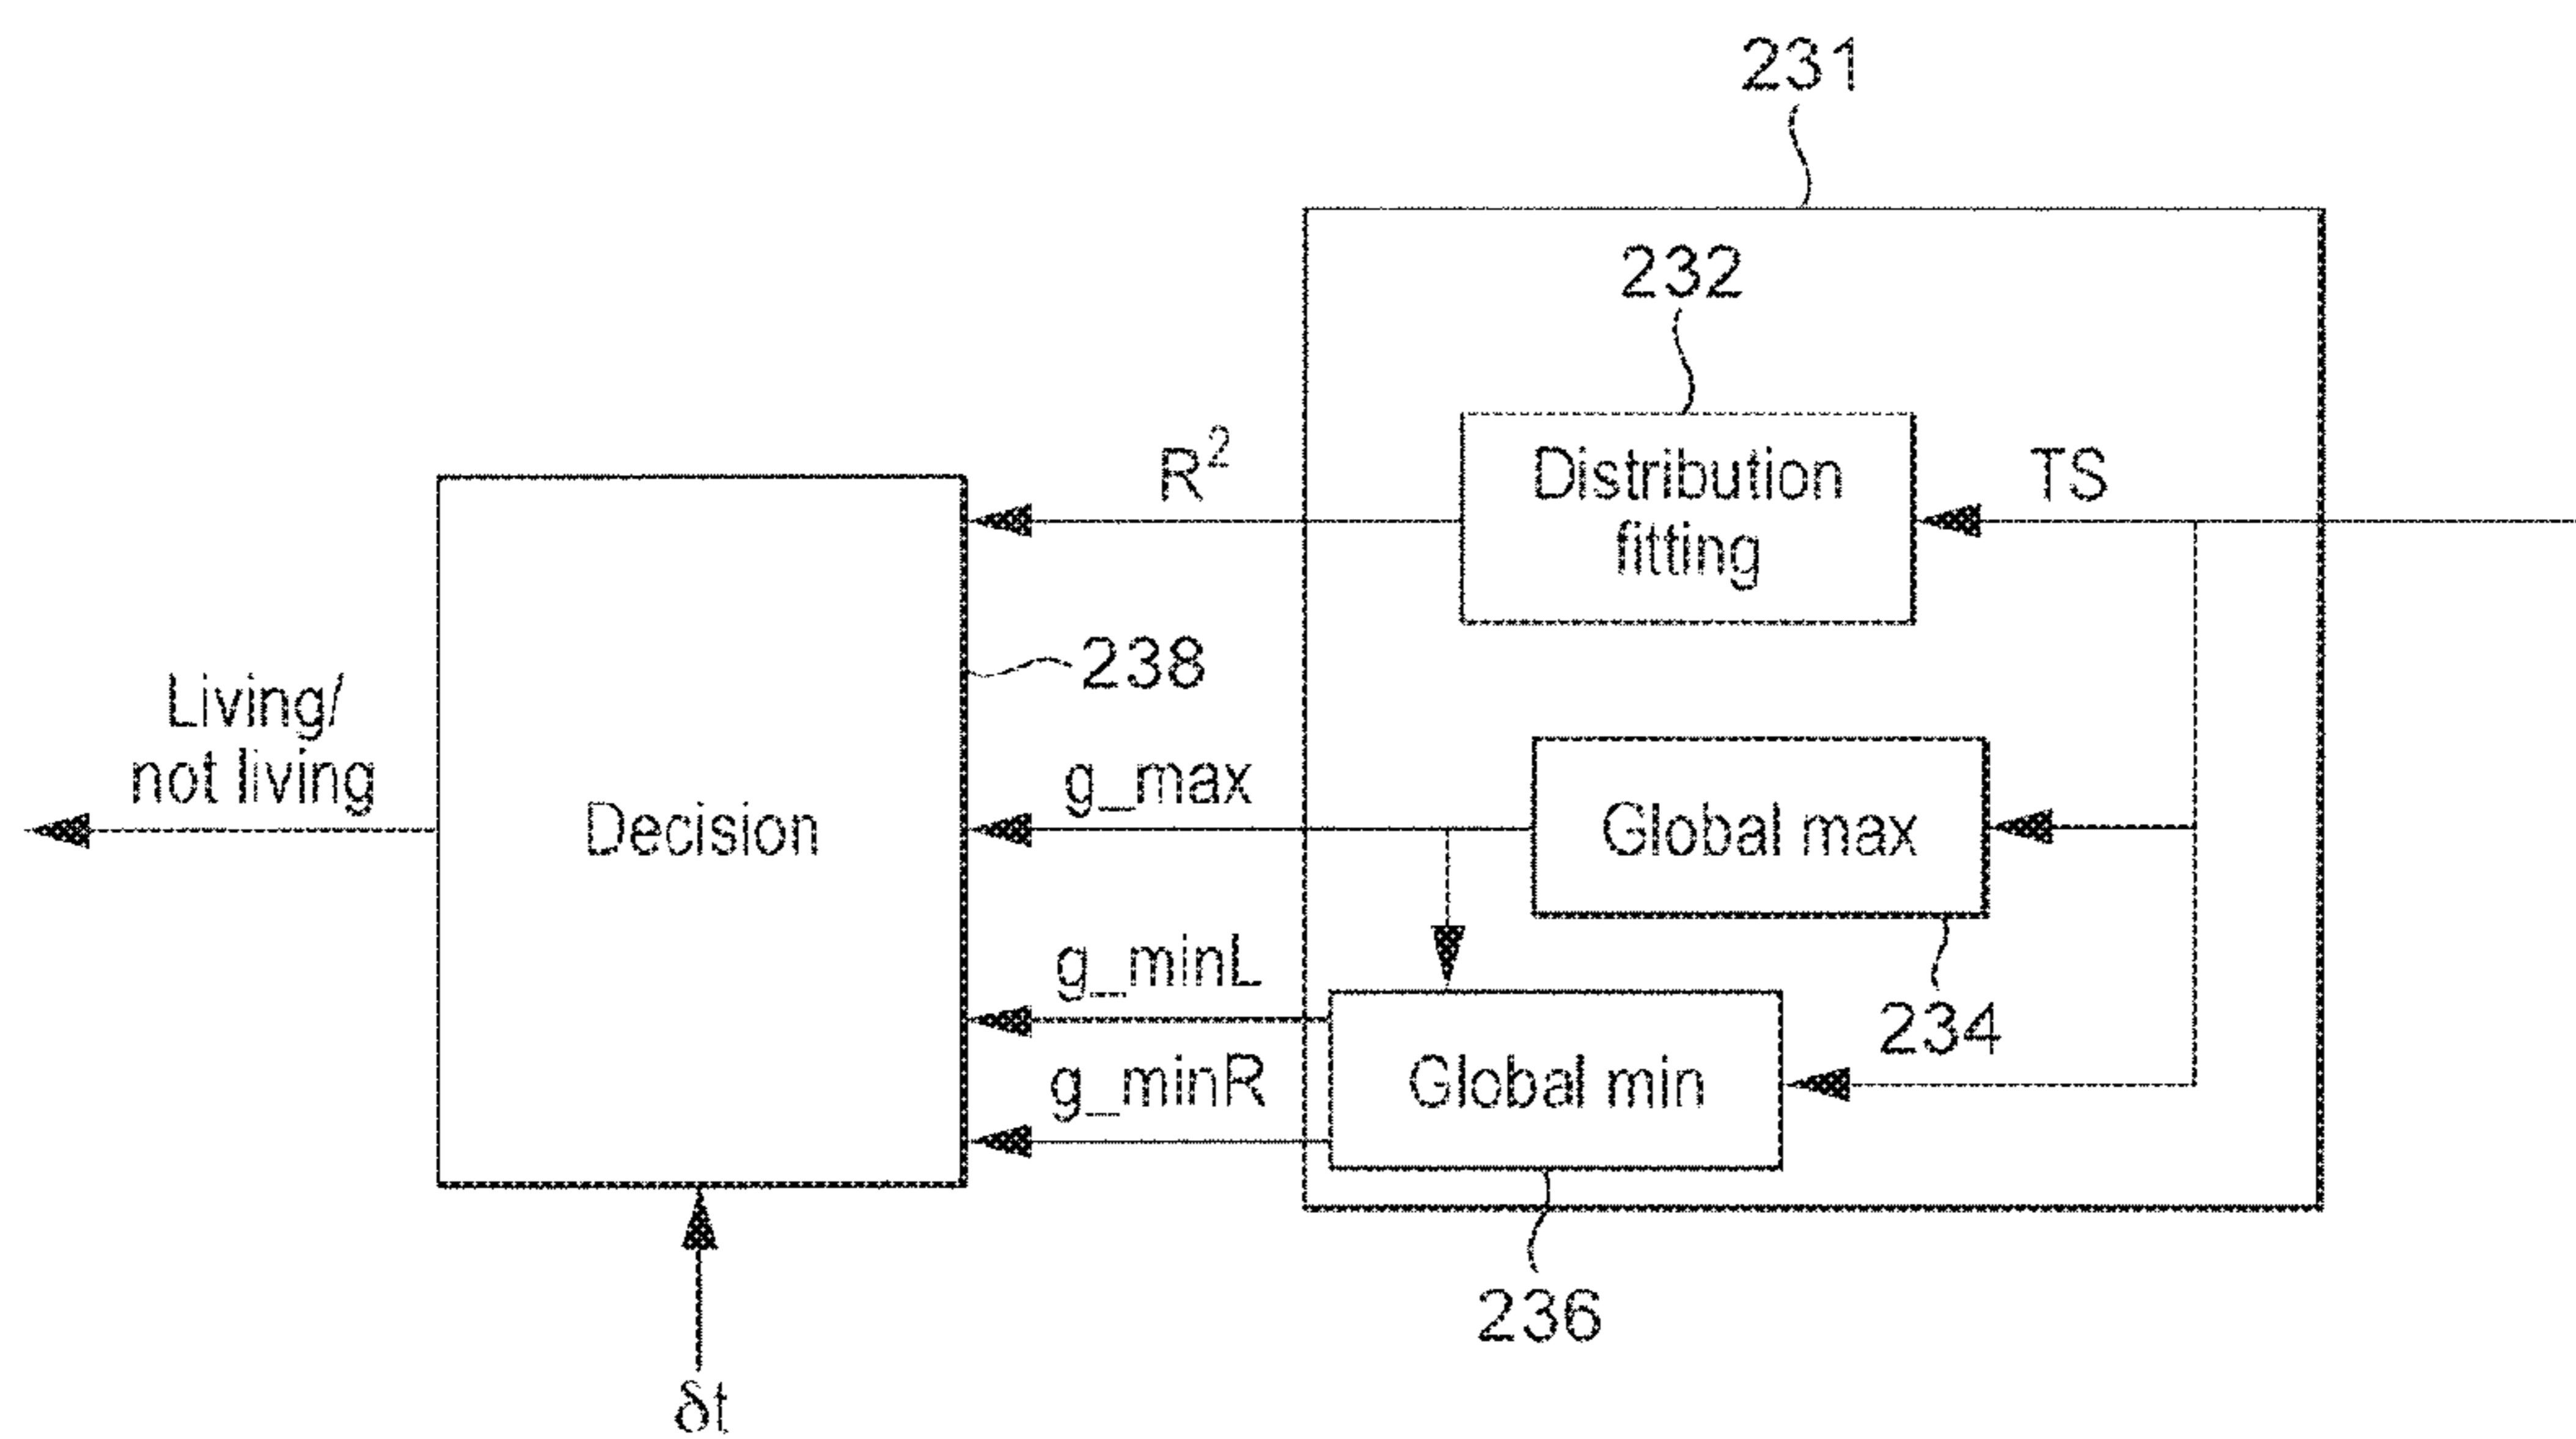 231
232
R²
Distribution
fitting
TS
238
Living/
not living
Decision
g_max
Global max
g_minL
234
g_minR
Global min
236
δt